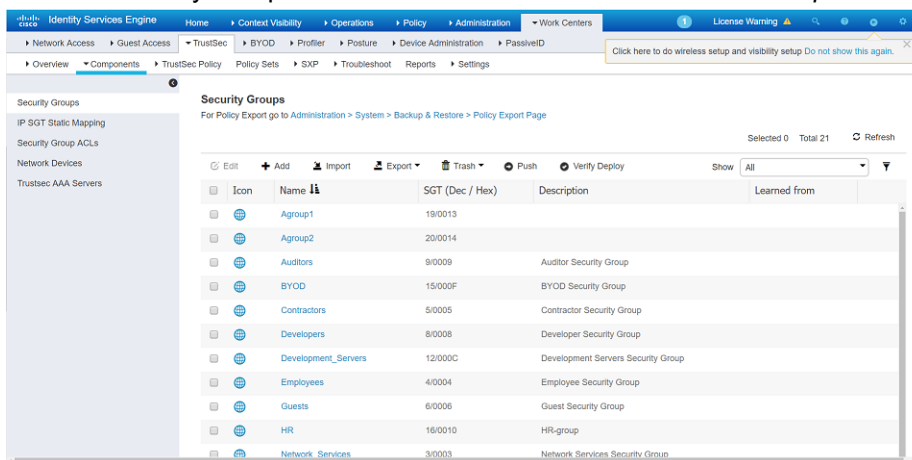 cisco Identity Services Engine Home Context Visibility Operations Policy Administration Work Centers 1 License Warning
Network Access Guest Access TrustSec BYOD Profiler Posture Device Administration PassiveID
Click here to do wireless setup and visibility setup Do not show this again.
Overview Components TrustSec Policy Policy Sets SXP Troubleshoot Reports Settings
Security Groups
IP SGT Static Mapping
Security Group ACLs
Network Devices
Trustsec AAA Servers
Security Groups
For Policy Export go to Administration > System > Backup & Restore > Policy Export Page
Selected 0 Total 21 Refresh
Edit Add Import Export Trash Push Verify Deploy Show All
Icon Name SGT (Dec / Hex) Description Learned from
Agroup1 19/0013
Agroup2 20/0014
Auditors 9/0009 Auditor Security Group
BYOD 15/000F BYOD Security Group
Contractors 5/0005 Contractor Security Group
Developers 8/0008 Developer Security Group
Development_Servers 12/000C Development Servers Security Group
Employees 4/0004 Employee Security Group
Guests 6/0006 Guest Security Group
HR 16/0010 HR-group
Network_Services 3/0003 Network Services Security Group